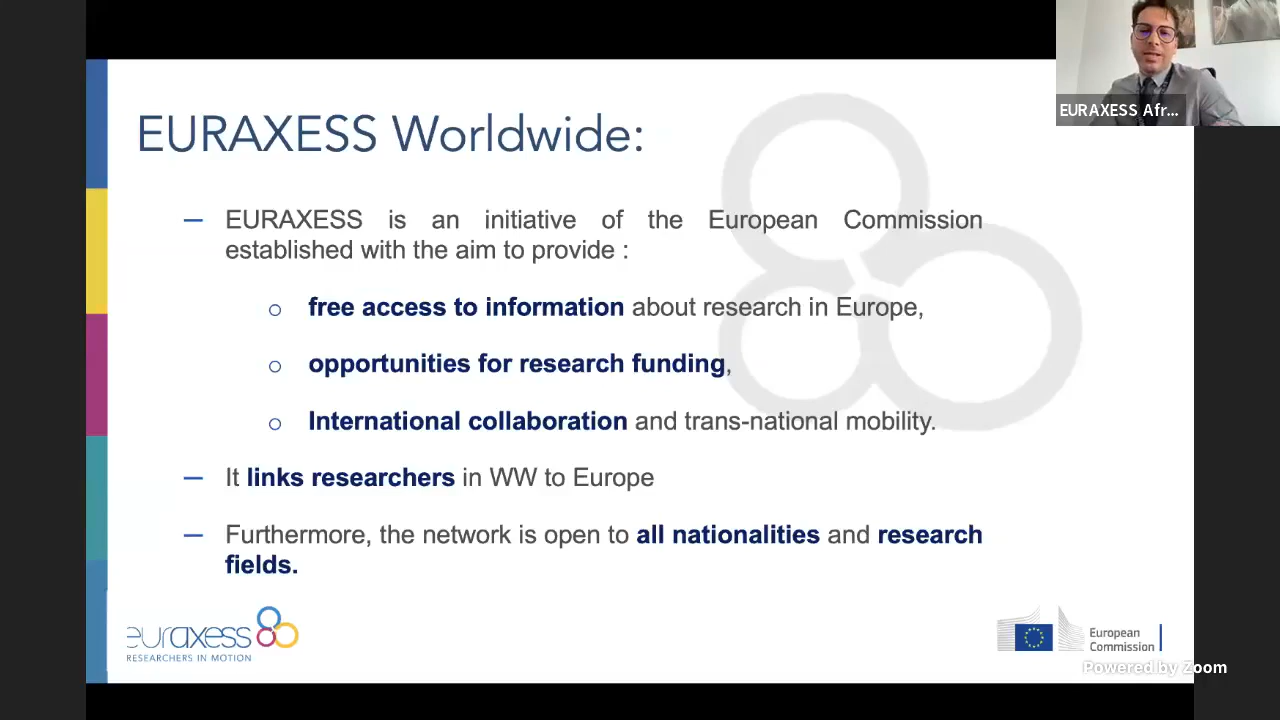 EURAXESS Afr...
EURAXESS Worldwide:
— EURAXESS is an initiative of the European Commission
established with the aim to provide :
o free access to information about research in Europe,
o opportunities for research funding,
o International collaboration and trans-national mobility.
— It links researchers in WW to Europe
— Furthermore, the network is open to all nationalities and research
fields.
euraxess
RESEARCHERS IN MOTION
European
Commission
Powered by Zoom